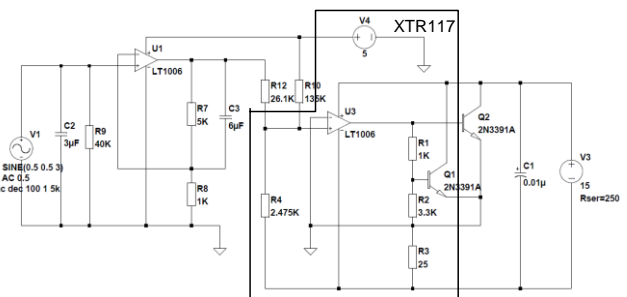 V4
XTR117
5
U1
LT1006
R12
26.1K
R10
135K
U3
LT1006
Q2
2N3391A
R7
5K
C3
6µF
C2
3µF
R9
40K
V1
SINE(0.5 0.5 3)
AC 0.5
c dec 100 1 5k
R1
1K
Q1
2N3391A
C1
0.01µ
V3
15
Rser=250
R8
1K
R4
2.475K
R2
3.3K
R3
25